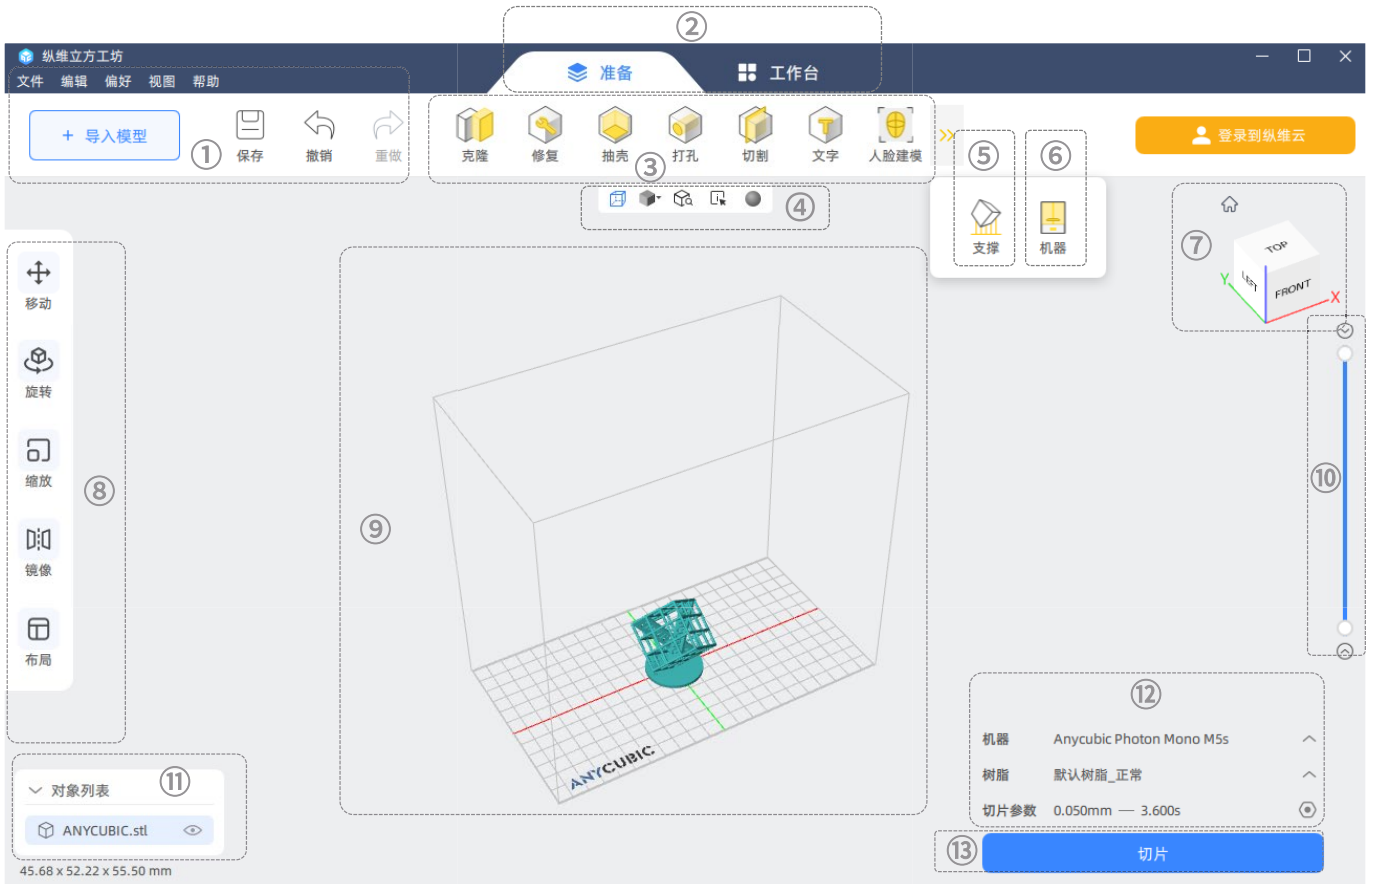 ②
纵维立方工坊
文件 编辑 偏好 视图 帮助
准备
工作台
+ 导入模型
①
保存
撤销
重做
克隆
修复
抽壳
打孔
切割
文字
人脸建模
③
登录到纵维云
④
⑤
支撑
⑥
机器
⑦
TOP
LEFT
FRONT
Y
X
移动
旋转
缩放
镜像
布局
⑧
⑨
ANYCUBIC
⑩
⑪
对象列表
ANYCUBIC.stl
45.68 x 52.22 x 55.50 mm
⑫
机器 Anycubic Photon Mono M5s
树脂 默认树脂_正常
切片参数 0.050mm — 3.600s
⑬
切片